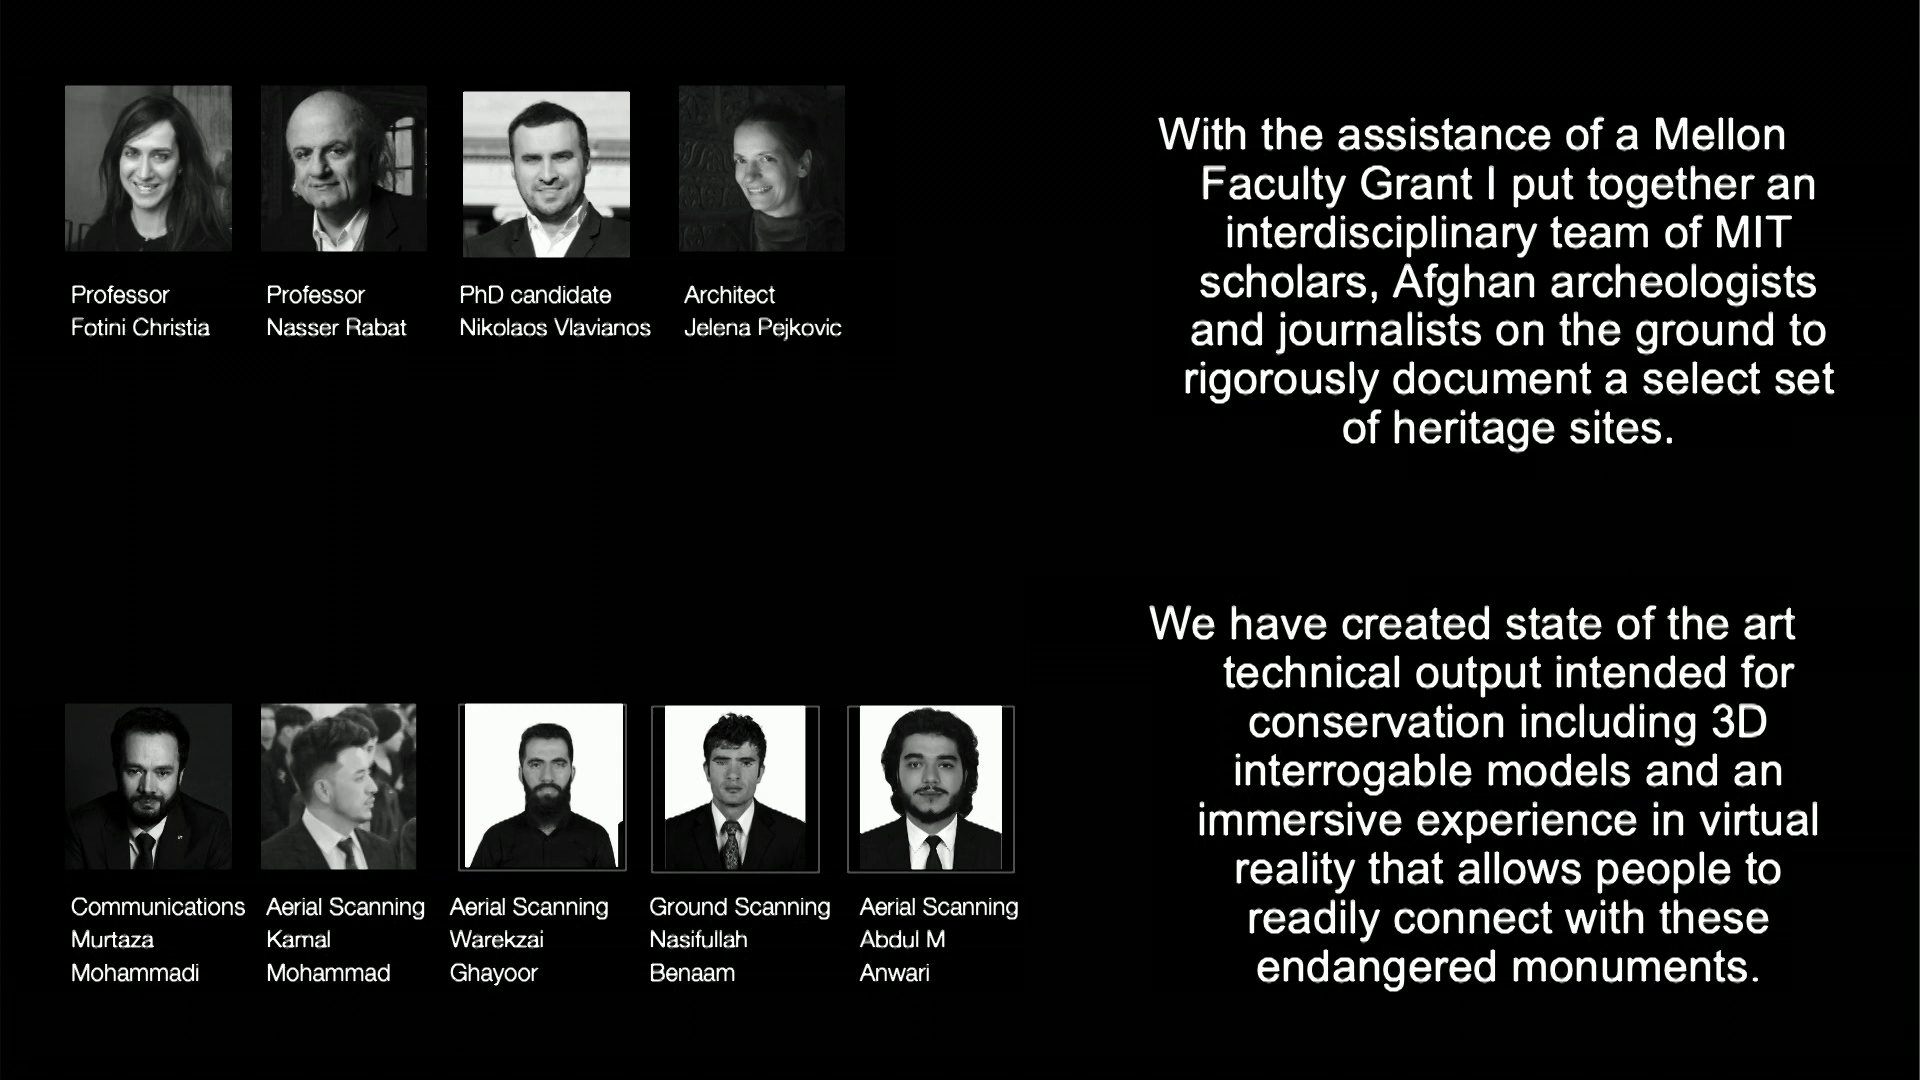 Professor
Fotini Christia
Professor
Nasser Rabat
PhD candidate
Nikolaos Vlavianos
Architect
Jelena Pejkovic
With the assistance of a Mellon
Faculty Grant I put together an
interdisciplinary team of MIT
scholars, Afghan archeologists
and journalists on the ground to
rigorously document a select set
of heritage sites.
Communications
Murtaza
Mohammadi
Aerial Scanning
Kamal
Mohammad
Aerial Scanning
Warekzai
Ghayoor
Ground Scanning
Nasifullah
Benaam
Aerial Scanning
Abdul M
Anwari
We have created state of the art
technical output intended for
conservation including 3D
interrogable models and an
immersive experience in virtual
reality that allows people to
readily connect with these
endangered monuments.